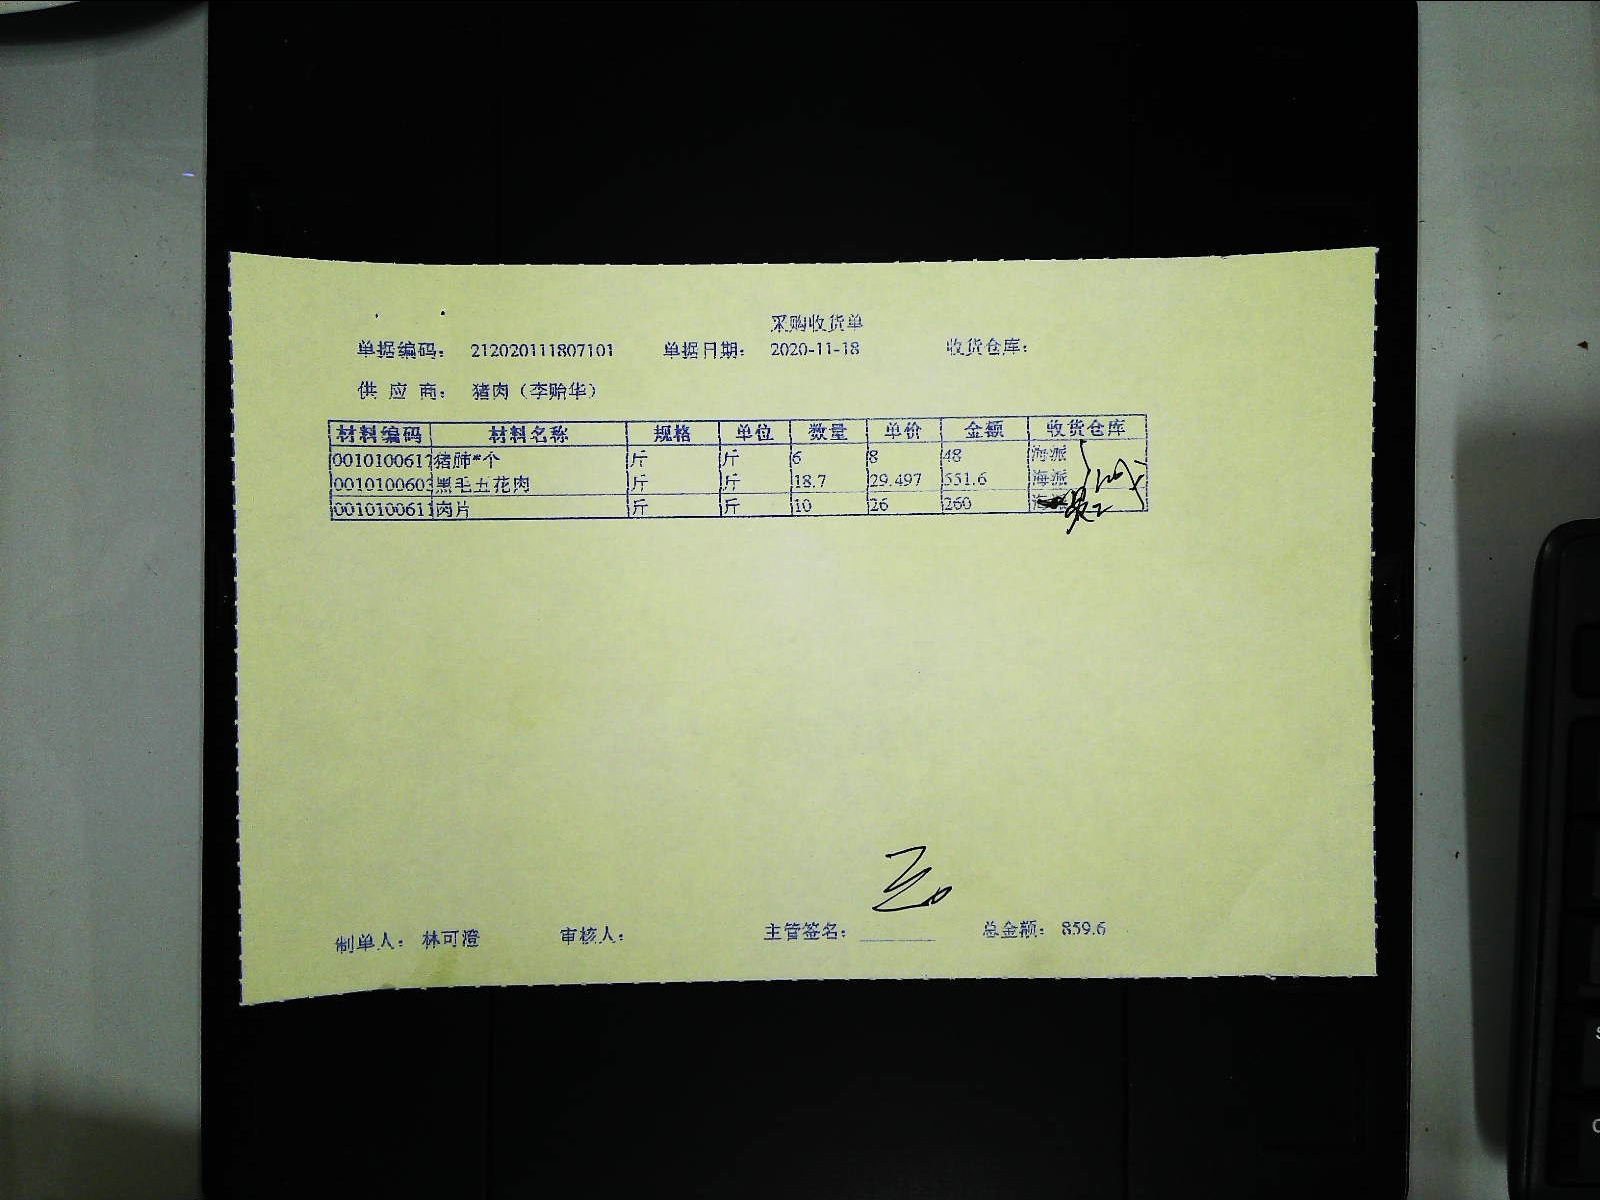 采购收货单
单据编码： 212020111807101 单据日期： 2020-11-18 收货仓库：
供 应 商： 猪肉（李贻华）
材料编码 材料名称 规格 单位 数量 单价 金额 收货仓库
0010100617 猪肺*个 斤 斤 6 8 48 海派
0010100603 黑毛五花肉 斤 斤 18.7 29.497 551.6 海派
0010100611 肉片 斤 斤 10 26 260
制单人： 林可澄 审核人： 主管签名： 总金额： 859.6